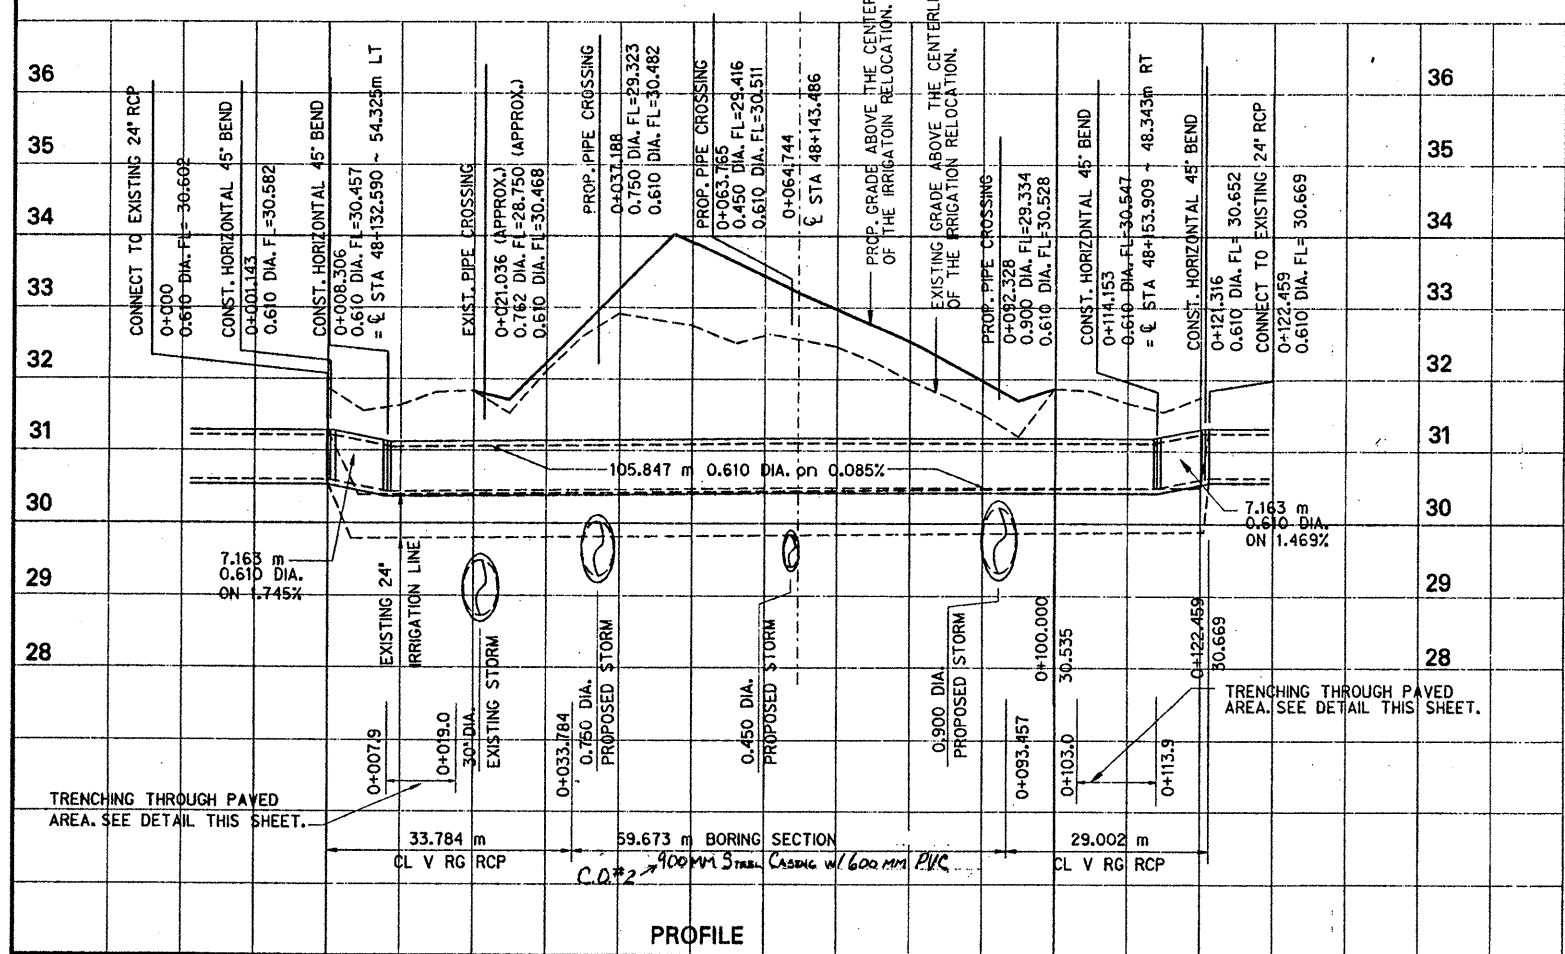 36
35
34
33
32
31
30
29
28
CONNECT TO EXISTING 24" RCP
0+000
0.610 DIA. FL= 30.602
CONST. HORIZONTAL 45° BEND
0+001.143
0.610 DIA. FL=30.582
CONST. HORIZONTAL 45° BEND
0+008.306
0.610 DIA. FL=30.457
= ℄ STA 48+132.590 ~ 54.325m LT
EXIST. PIPE CROSSING
0+021.036 (APPROX.)
0.762 DIA. FL=28.750 (APPROX.)
0.610 DIA. FL=30.468
PROP. PIPE CROSSING
0+037.188
0.750 DIA. FL=29.323
0.610 DIA. FL=30.482
PROP. PIPE CROSSING
0+063.765
0.450 DIA. FL=29.416
0.610 DIA. FL=30.511
0+064.744
℄ STA 48+143.486
PROP. GRADE ABOVE THE CENTER
OF THE IRRIGATOIN RELOCATION.
EXISTING GRADE ABOVE THE CENTERL
OF THE IRRIGATION RELOCATION.
PROP. PIPE CROSSING
0+092.328
0.900 DIA. FL=29.334
0.610 DIA. FL=30.528
CONST. HORIZONTAL 45° BEND
0+114.153
0.610 DIA. FL=30.547
= ℄ STA 48+153.909 ~ 48.343m RT
CONST. HORIZONTAL 45° BEND
0+121.316
0.610 DIA. FL= 30.652
CONNECT TO EXISTING 24" RCP
0+122.459
0.610 DIA. FL= 30.669
36
35
34
33
32
31
30
29
28
105.847 m 0.610 DIA. on 0.085%
7.163 m
0.610 DIA.
ON 1.745%
7.163 m
0.610 DIA.
ON 1.469%
EXISTING 24"
IRRIGATION LINE
30" DIA.
EXISTING STORM
0.750 DIA.
PROPOSED STORM
0.450 DIA.
PROPOSED STORM
0.900 DIA.
PROPOSED STORM
0+100.000
30.535
0+122.459
30.669
TRENCHING THROUGH PAVED
AREA. SEE DETAIL THIS SHEET.
0+007.9
0+019.0
0+033.784
0+093.457
0+103.0
0+113.9
TRENCHING THROUGH PAVED
AREA. SEE DETAIL THIS SHEET.
33.784 m
CL V RG RCP
59.673 m BORING SECTION
C.O.#2 900 MM STEEL CASING W/ 600 MM PVC
29.002 m
CL V RG RCP
PROFILE